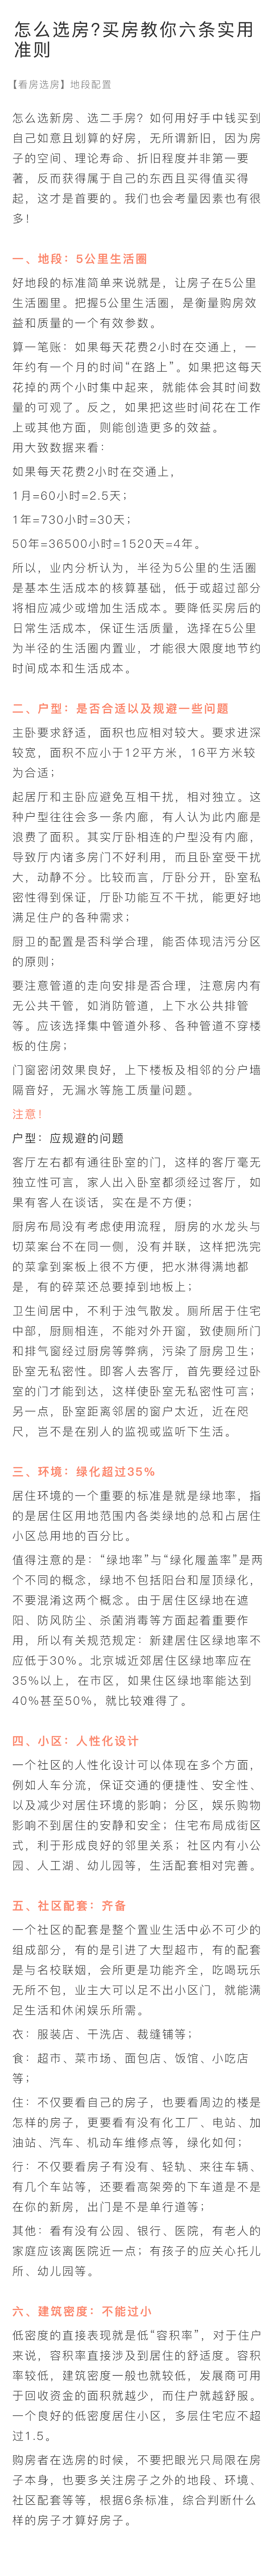 怎么选房?买房教你六条实用
准则
【看房选房】地段配置
怎么选新房、选二手房？如何用好手中钱买到
自己如意且划算的好房，无所谓新旧，因为房
子的空间、理论寿命、折旧程度并非第一要
著，反而获得属于自己的东西且买得值买得
起，这才是首要的。我们也会考量因素也有很
多！
一、地段：5公里生活圈
好地段的标准简单来说就是，让房子在5公里
生活圈里。把握5公里生活圈，是衡量购房效
益和质量的一个有效参数。
算一笔账：如果每天花费2小时在交通上，一
年约有一个月的时间“在路上”。如果把这每天
花掉的两个小时集中起来，就能体会其时间数
量的可观了。反之，如果把这些时间花在工作
上或其他方面，则能创造更多的效益。
用大致数据来看：
如果每天花费2小时在交通上，
1月=60小时=2.5天；
1年=730小时=30天；
50年=36500小时=1520天=4年。
所以，业内分析认为，半径为5公里的生活圈
是基本生活成本的核算基础，低于或超过部分
将相应减少或增加生活成本。要降低买房后的
日常生活成本，保证生活质量，选择在5公里
为半径的生活圈内置业，才能很大限度地节约
时间成本和生活成本。
二、户型：是否合适以及规避一些问题
主卧要求舒适，面积也应相对较大。要求进深
较宽，面积不应小于12平方米，16平方米较
为合适；
起居厅和主卧应避免互相干扰，相对独立。这
种户型往往会多一条内廊，有人认为此内廊是
浪费了面积。其实厅卧相连的户型没有内廊，
导致厅内诸多房门不好利用，而且卧室受干扰
大，动静不分。比较而言，厅卧分开，卧室私
密性得到保证，厅卧功能互不干扰，能更好地
满足住户的各种需求；
厨卫的配置是否科学合理，能否体现洁污分区
的原则；
要注意管道的走向安排是否合理，注意房内有
无公共干管，如消防管道，上下水公共排管
等。应该选择集中管道外移、各种管道不穿楼
板的住房；
门窗密闭效果良好，上下楼板及相邻的分户墙
隔音好，无漏水等施工质量问题。
注意！
户型：应规避的问题
客厅左右都有通往卧室的门，这样的客厅毫无
独立性可言，家人出入卧室都须经过客厅，如
果有客人在谈话，实在是不方便；
厨房布局没有考虑使用流程，厨房的水龙头与
切菜案台不在同一侧，没有并联，这样把洗完
的菜拿到案板上很不方便，把水淋得满地都
是，有的碎菜还总要掉到地板上；
卫生间居中，不利于浊气散发。厕所居于住宅
中部，厨厕相连，不能对外开窗，致使厕所门
和排气窗经过厨房等弊病，污染了厨房卫生；
卧室无私密性。即客人去客厅，首先要经过卧
室的门才能到达，这样使卧室无私密性可言；
另一点，卧室距离邻居的窗户太近，近在咫
尺，岂不是在别人的监视或监听下生活。
三、环境：绿化超过35%
居住环境的一个重要的标准是就是绿地率，指
的是居住区用地范围内各类绿地的总和占居住
小区总用地的百分比。
值得注意的是：“绿地率”与“绿化履盖率”是两
个不同的概念，绿地不包括阳台和屋顶绿化，
不要混淆这两个概念。由于居住区绿地在遮
阳、防风防尘、杀菌消毒等方面起着重要作
用，所以有关规范规定：新建居住区绿地率不
应低于30%。北京城近郊居住区绿地率应在
35%以上，在市区，如果住区绿地率能达到
40%甚至50%，就比较难得了。
四、小区：人性化设计
一个社区的人性化设计可以体现在多个方面，
例如人车分流，保证交通的便捷性、安全性、
以及减少对居住环境的影响；分区，娱乐购物
影响不到居住的安静和安全；住宅布局成街区
式，利于形成良好的邻里关系；社区内有小公
园、人工湖、幼儿园等，生活配套相对完善。
五、社区配套：齐备
一个社区的配套是整个置业生活中必不可少的
组成部分，有的是引进了大型超市，有的配套
是与名校联姻，会所更是功能齐全，吃喝玩乐
无所不包，业主大可以足不出小区门，就能满
足生活和休闲娱乐所需。
衣：服装店、干洗店、裁缝铺等；
食：超市、菜市场、面包店、饭馆、小吃店
等；
住：不仅要看自己的房子，也要看周边的楼是
怎样的房子，更要看有没有化工厂、电站、加
油站、汽车、机动车维修点等，绿化如何；
行：不仅要看房子有没有、轻轨、来往车辆、
有几个车站等，还要看高架旁的下车道是不是
在你的新房，出门是不是单行道等；
其他：看有没有公园、银行、医院，有老人的
家庭应该离医院近一点；有孩子的应关心托儿
所、幼儿园等。
六、建筑密度：不能过小
低密度的直接表现就是低“容积率”，对于住户
来说，容积率直接涉及到居住的舒适度。容积
率较低，建筑密度一般也就较低，发展商可用
于回收资金的面积就越少，而住户就越舒服。
一个良好的低密度居住小区，多层住宅应不超
过1.5。
购房者在选房的时候，不要把眼光只局限在房
子本身，也要多关注房子之外的地段、环境、
社区配套等等，根据6条标准，综合判断什么
样的房子才算好房子。